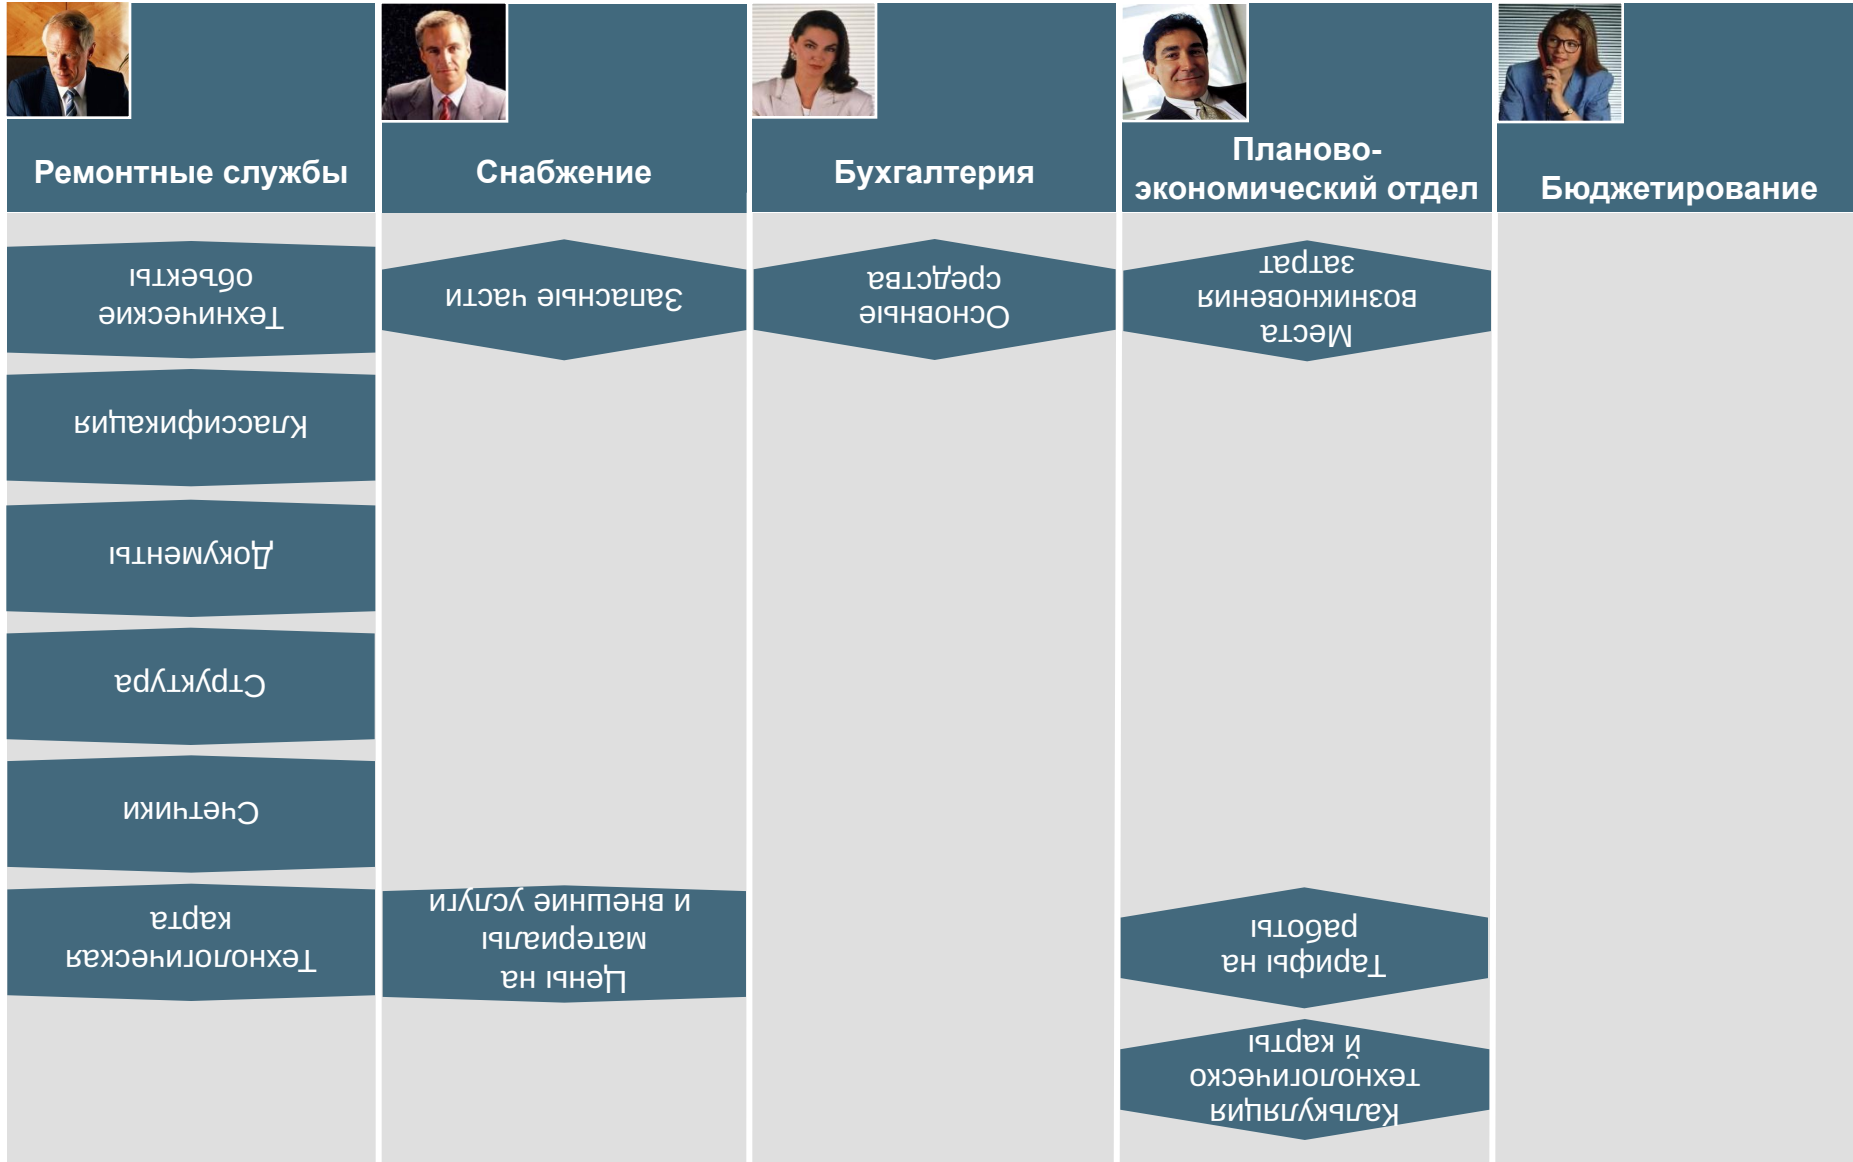 Ремонтные службы
Снабжение
Бухгалтерия
Планово-
экономический отдел
Бюджетирование
Технические
объекты
Запасные части
Основные
средства
Места
возникновения
затрат
Классификация
Документы
Структура
Счетчики
Технологическая
карта
Цены на
материалы
и внешние услуги
Тарифы на
работы
Калькуляция
технологическо
й карты